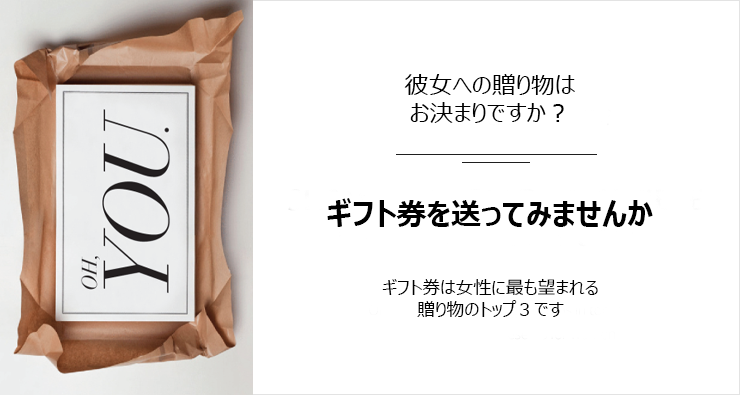 OH,
YOU.
彼女への贈り物は
お決まりですか？
ギフト券を送ってみませんか
ギフト券は女性に最も望まれる
贈り物のトップ３です